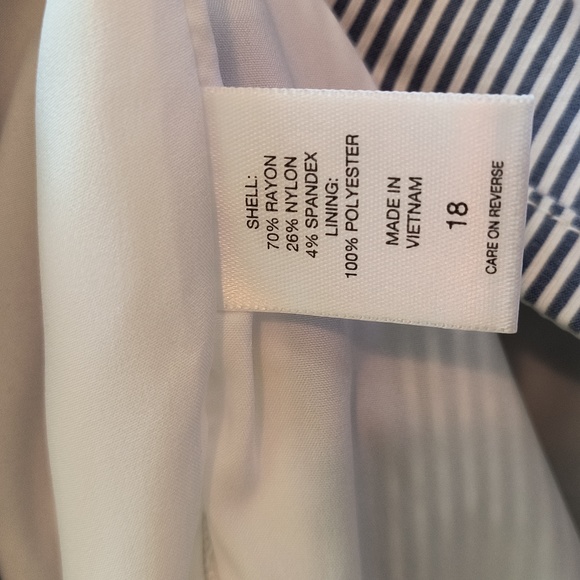 SHELL:
70% RAYON
26% NYLON
4% SPANDEX
LINING:
100% POLYESTER
MADE IN
VIETNAM
18
CARE ON REVERSE